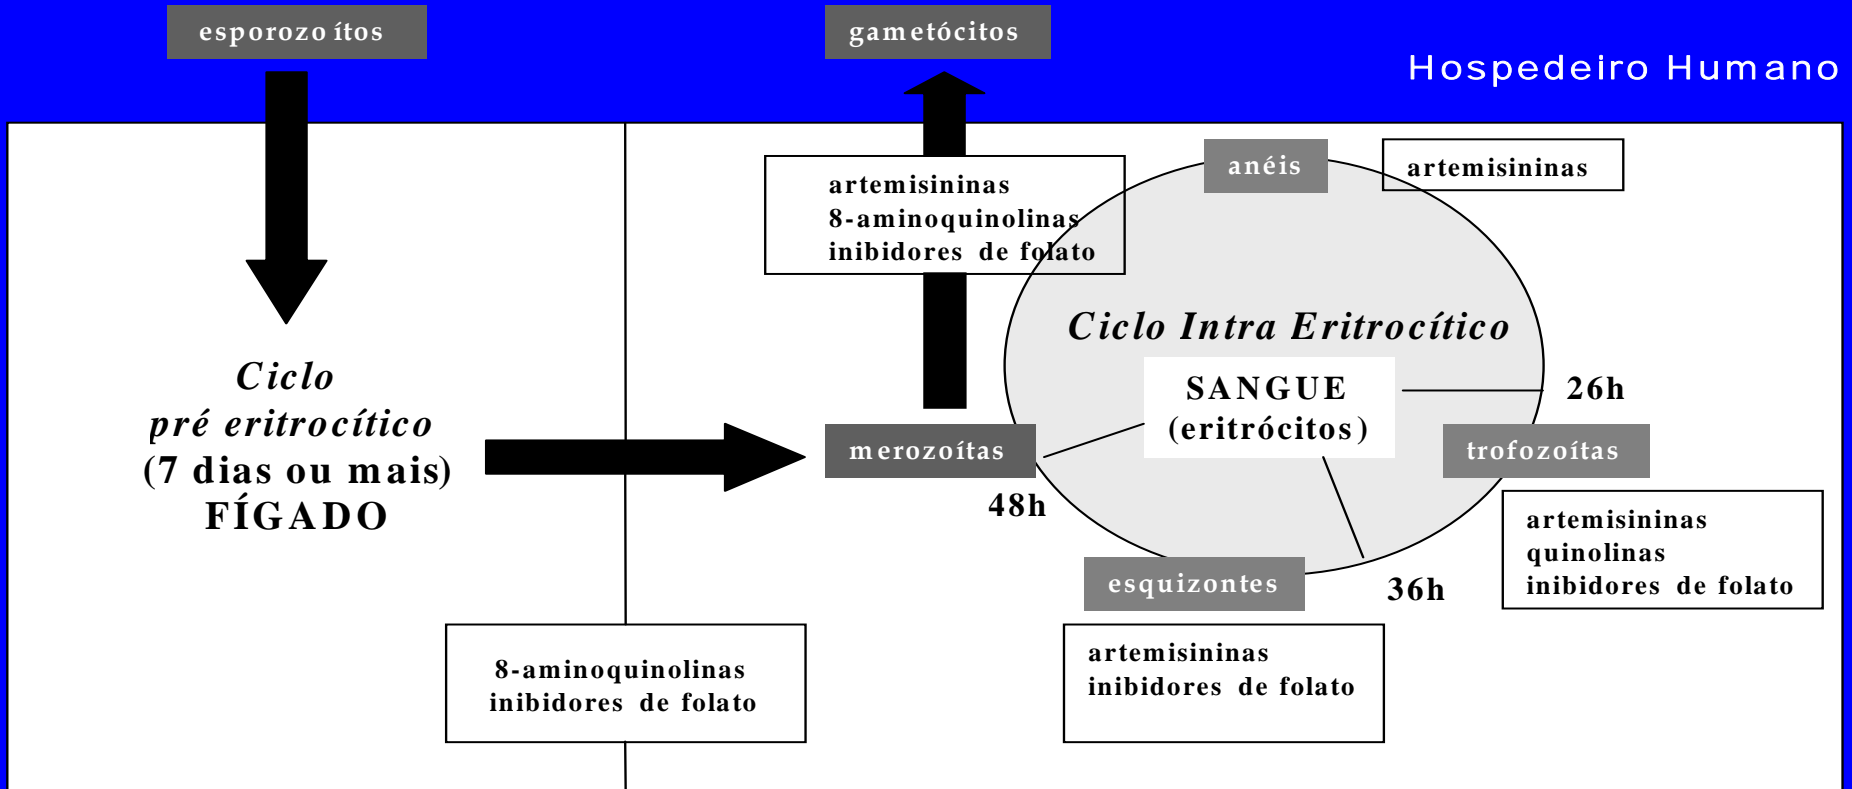 esporozoítos
gametócitos
Hospedeiro Humano
anéis
artemisininas
artemisininas
8-aminoquinolinas
inibidores de folato
Ciclo Intra Eritrocítico
SANGUE
(eritrócitos)
26h
Ciclo
pré eritrocítico
(7 dias ou mais)
FÍGADO
merozoítas
trofozoítas
48h
artemisininas
quinolinas
inibidores de folato
esquizontes
36h
8-aminoquinolinas
inibidores de folato
artemisininas
inibidores de folato